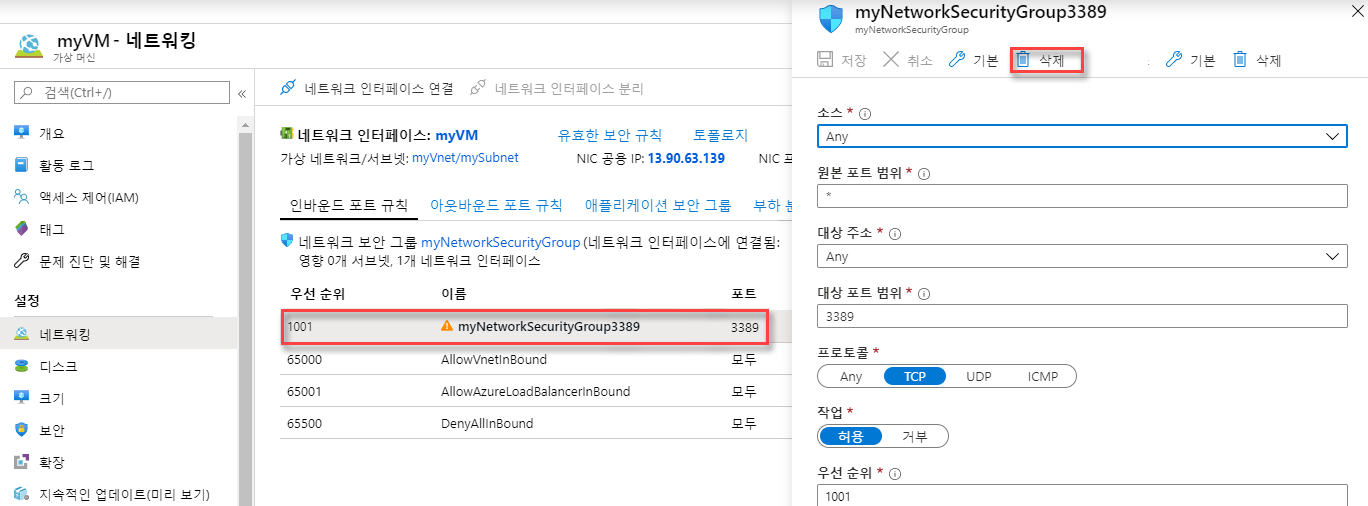 myVM - 네트워킹
가상 머신
검색(Ctrl+/)
«
개요
활동 로그
액세스 제어(IAM)
태그
문제 진단 및 해결
설정
네트워킹
디스크
크기
보안
확장
지속적인 업데이트(미리 보기)
네트워크 인터페이스 연결 네트워크 인터페이스 분리
네트워크 인터페이스: myVM 유효한 보안 규칙 토폴로지
가상 네트워크/서브넷: myVnet/mySubnet NIC 공용 IP: 13.90.63.139 NIC
인바운드 포트 규칙 아웃바운드 포트 규칙 애플리케이션 보안 그룹 부하
네트워크 보안 그룹 myNetworkSecurityGroup (네트워크 인터페이스에 연결됨:
영향 0개 서브넷, 1개 네트워크 인터페이스
우선 순위 이름 포트
1001 myNetworkSecurityGroup3389 3389
65000 AllowVnetInBound 모두
65001 AllowAzureLoadBalancerInBound 모두
65500 DenyAllInBound 모두
myNetworkSecurityGroup3389
myNetworkSecurityGroup
저장 취소 기본 삭제 : 기본 삭제
소스 *
Any
원본 포트 범위 *
*
대상 주소 *
Any
대상 포트 범위 *
3389
프로토콜 *
Any TCP UDP ICMP
작업 *
허용 거부
우선 순위 *
1001